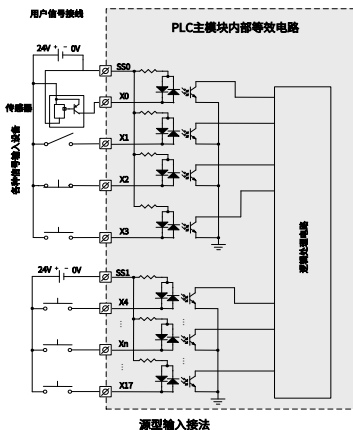 用户信号接线
PLC主模块内部等效电路
24V + - 0V
SS0
X0
传感器
X1
各种信号输入设备
X2
X3
逻辑处理电路
24V + - 0V
SS1
X4
Xn
X17
源型输入接法